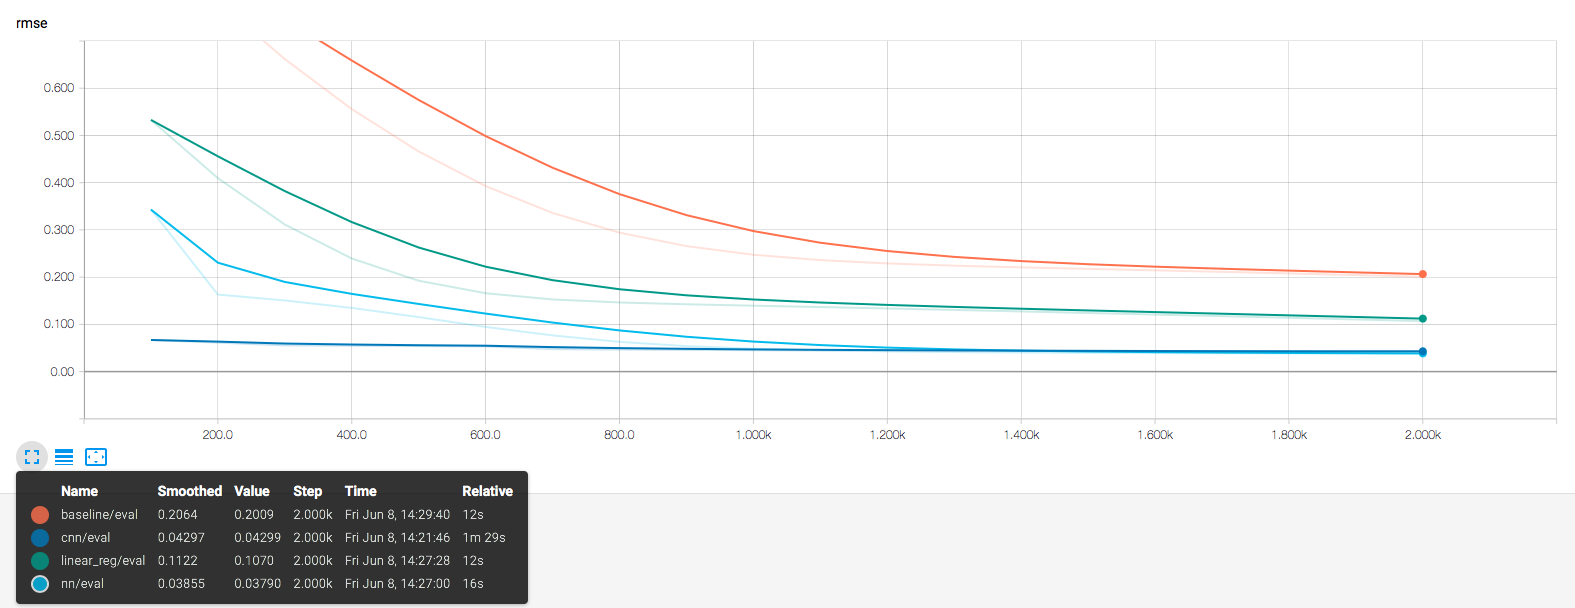 rmse
0.600
0.500
0.400
0.300
0.200
0.100
0.00
200.0 400.0 600.0 800.0 1.000k 1.200k 1.400k 1.600k 1.800k 2.000k
Name Smoothed Value Step Time Relative
baseline/eval 0.2064 0.2009 2.000k Fri Jun 8, 14:29:40 12s
cnn/eval 0.04297 0.04299 2.000k Fri Jun 8, 14:21:46 1m 29s
linear_reg/eval 0.1122 0.1070 2.000k Fri Jun 8, 14:27:28 12s
nn/eval 0.03855 0.03790 2.000k Fri Jun 8, 14:27:00 16s